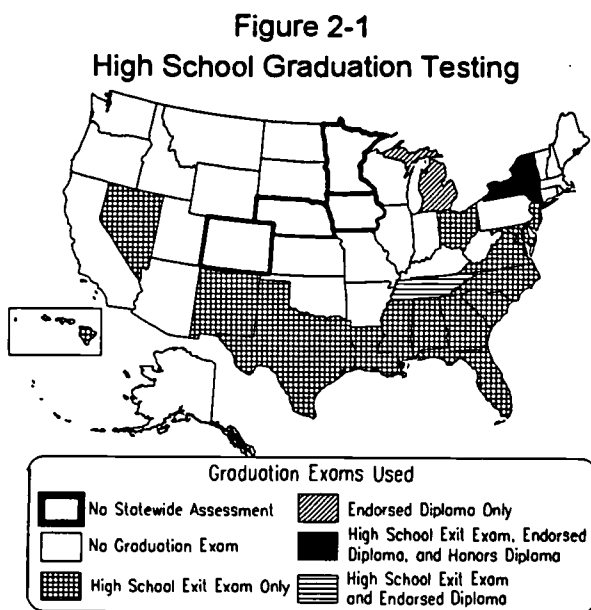 Figure 2-1
High School Graduation Testing
Graduation Exams Used
No Statewide Assessment
No Graduation Exam
High School Exit Exam Only
Endorsed Diploma Only
High School Exit Exam, Endorsed
Diploma, and Honors Diploma
High School Exit Exam
and Endorsed Diploma